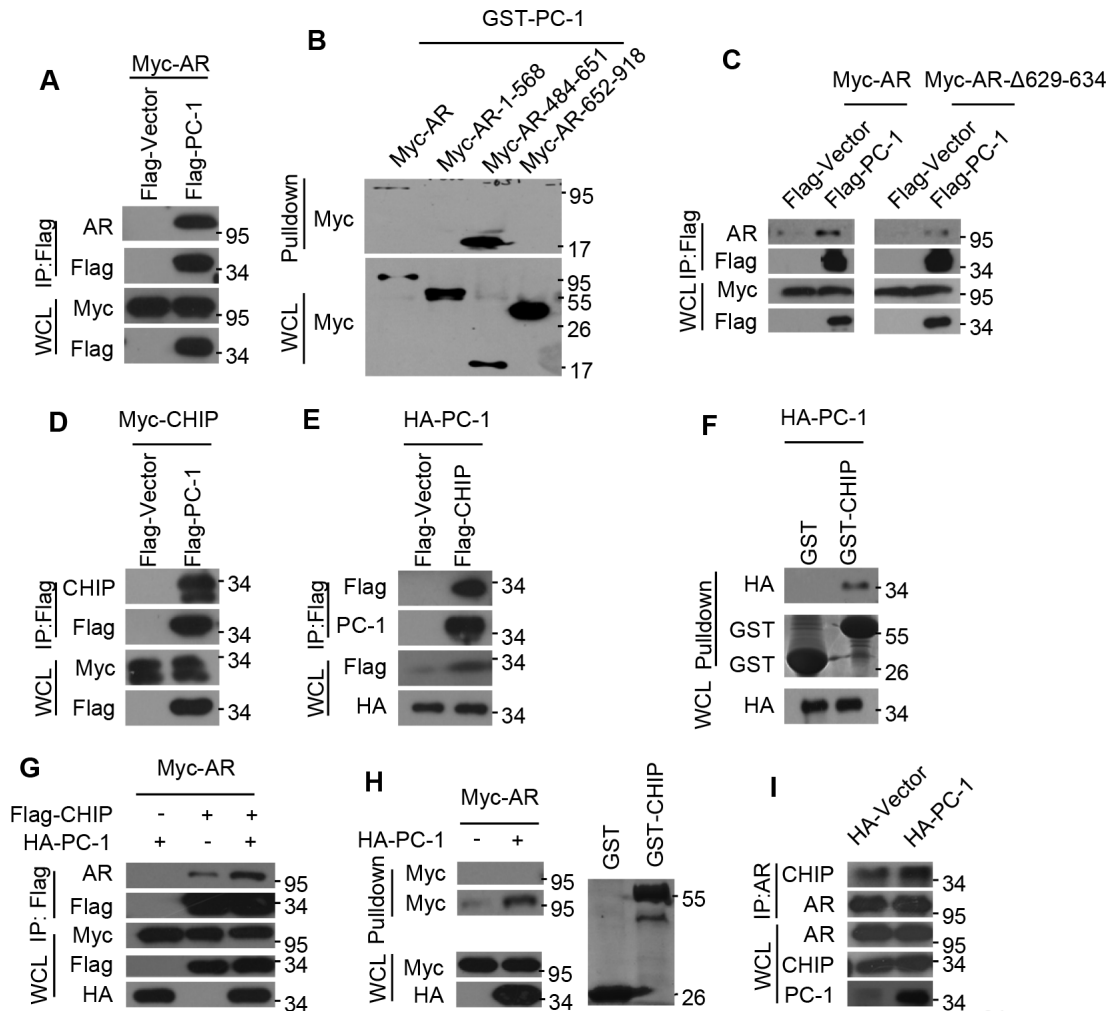 A
Myc-AR
Flag-Vector
Flag-PC-1
IP:Flag
AR
95
Flag
34
WCL
Myc
95
Flag
34
B
GST-PC-1
Myc-AR
Myc-AR-1-568
Myc-AR-484-651
Myc-AR-652-918
Pulldown
Myc
95
17
WCL
Myc
95
55
26
17
C
Myc-AR
Myc-AR-Δ629-634
Flag-Vector
Flag-PC-1
Flag-Vector
Flag-PC-1
IP:Flag
AR
95
Flag
34
WCL
Myc
95
Flag
34
D
Myc-CHIP
Flag-Vector
Flag-PC-1
IP:Flag
CHIP
34
Flag
34
WCL
Myc
34
Flag
34
E
HA-PC-1
Flag-Vector
Flag-CHIP
IP:Flag
Flag
34
PC-1
34
WCL
Flag
34
HA
34
F
HA-PC-1
GST
GST-CHIP
Pulldown
HA
34
GST
55
GST
26
WCL
HA
34
G
Myc-AR
Flag-CHIP - + +
HA-PC-1 + - +
IP: Flag
AR
95
Flag
34
WCL
Myc
95
Flag
34
HA
34
H
Myc-AR
HA-PC-1 - +
Pulldown
Myc
95
Myc
95
WCL
Myc
95
HA
34
GST
GST-CHIP
55
26
I
HA-Vector
HA-PC-1
IP:AR
CHIP
34
AR
95
WCL
AR
95
CHIP
34
PC-1
34